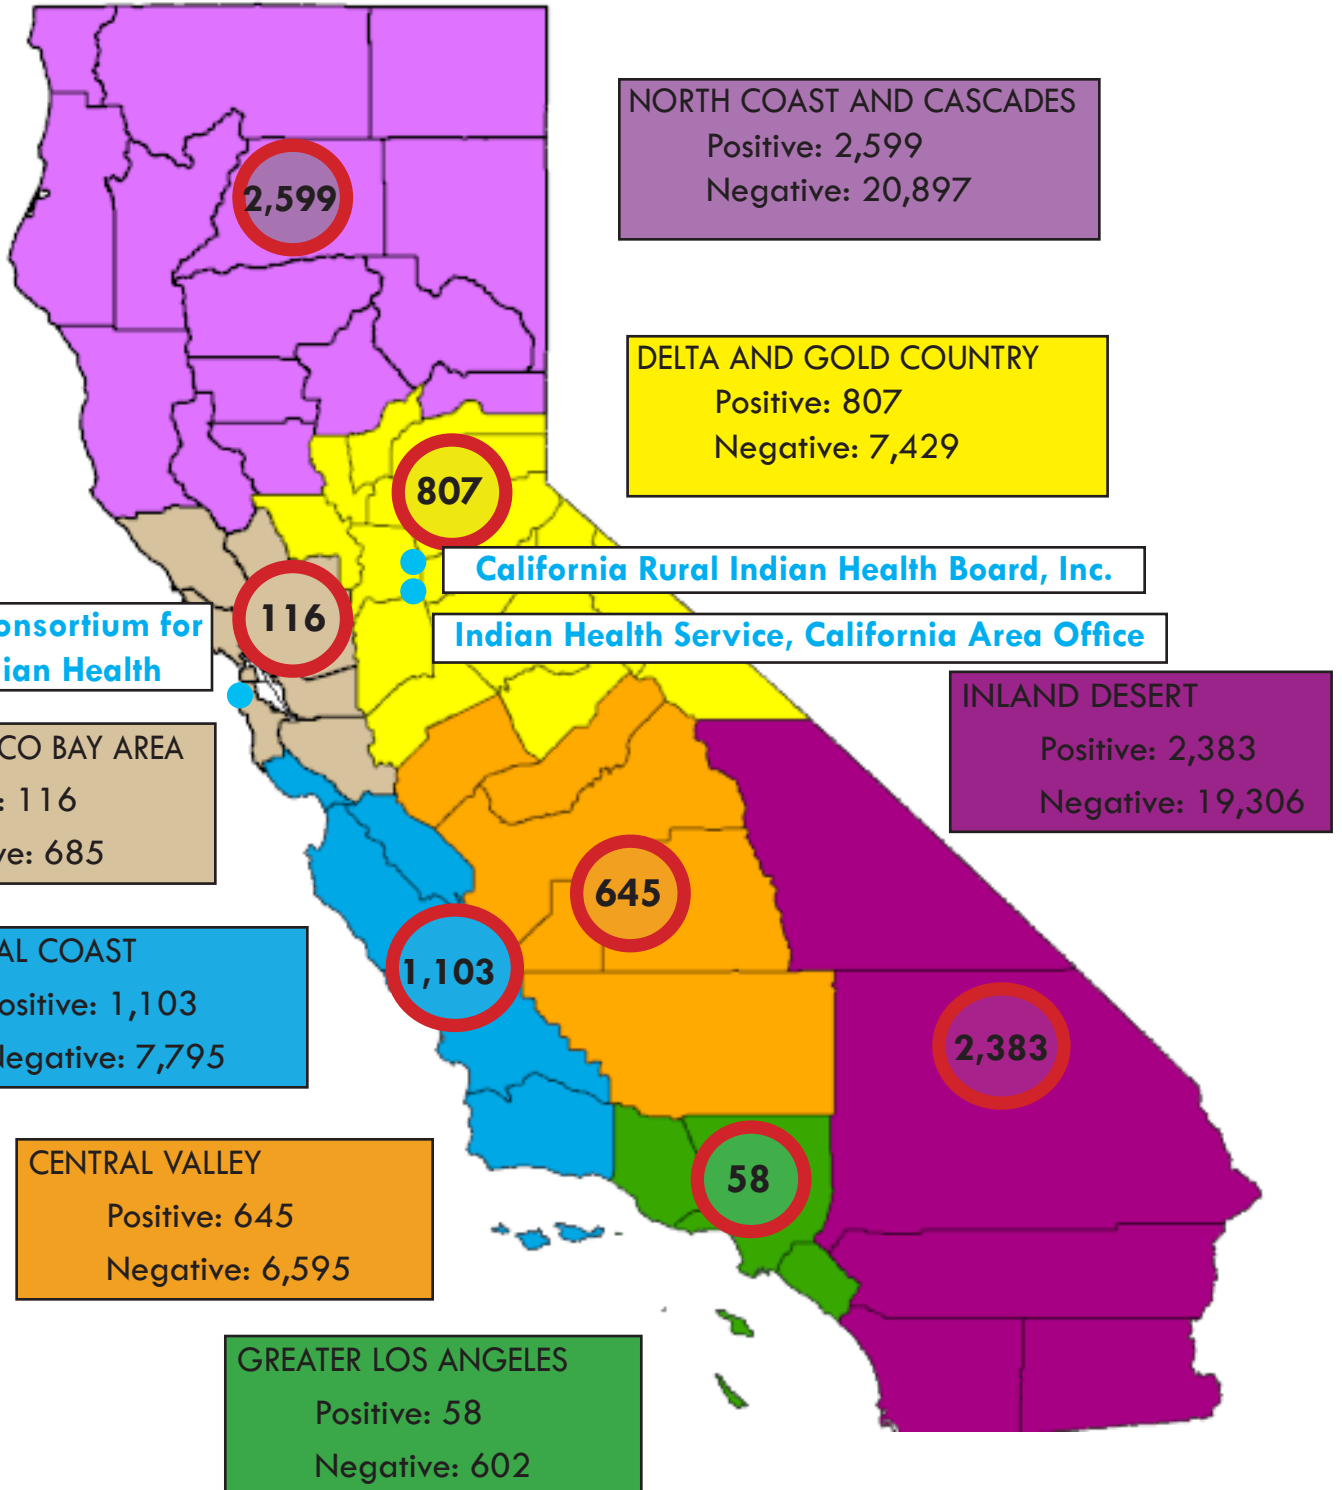 NORTH COAST AND CASCADES
Positive: 2,599
Negative: 20,897
2,599
DELTA AND GOLD COUNTRY
Positive: 807
Negative: 7,429
807
California Rural Indian Health Board, Inc.
116
onsortium for
Indian Health Service, California Area Office
ian Health
INLAND DESERT
Positive: 2,383
Negative: 19,306
CO BAY AREA
: 116
ve: 685
645
1,103
AL COAST
ositive: 1,103
Negative: 7,795
2,383
CENTRAL VALLEY
Positive: 645
Negative: 6,595
58
GREATER LOS ANGELES
Positive: 58
Negative: 602